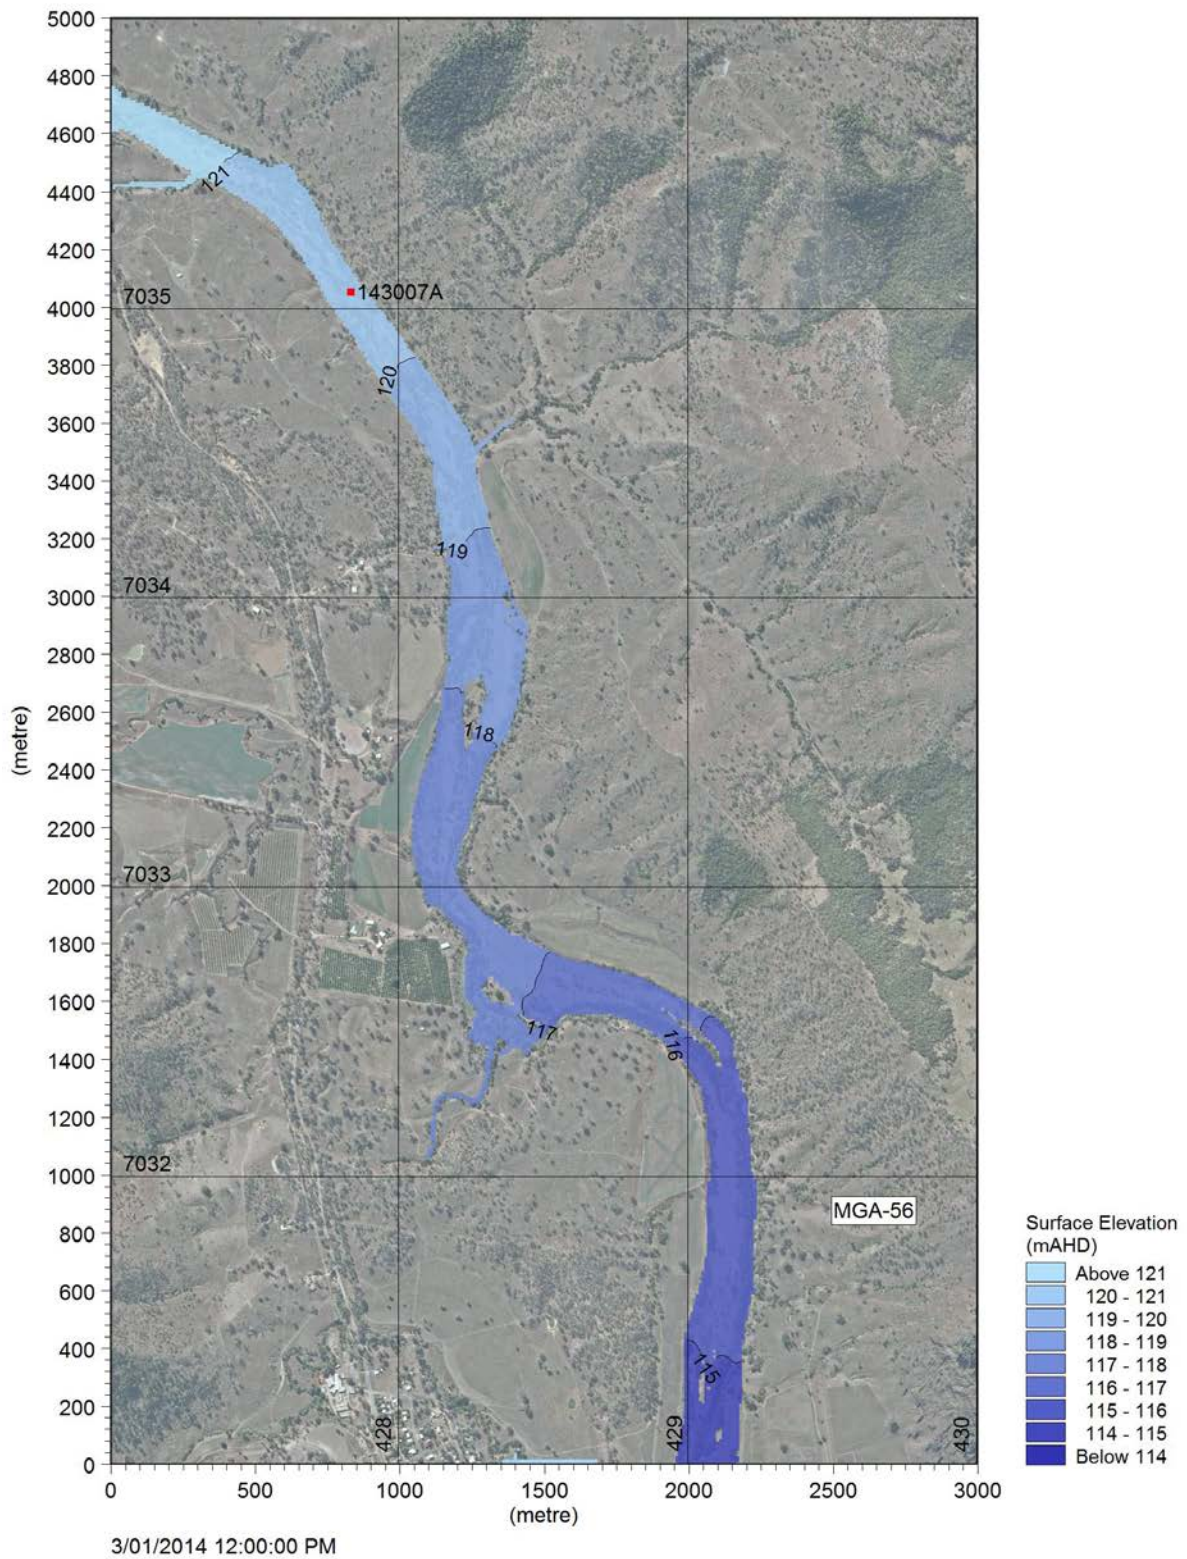 5000
4800
4600
4400
4200
4000
3800
3600
3400
3200
3000
2800
2600
2400
2200
2000
1800
1600
1400
1200
1000
800
600
400
200
0
(metre)
121
143007A
7035
120
119
7034
118
7033
117
116
7032
MGA-56
115
428
429
430
0 500 1000 1500 2000 2500 3000
(metre)
3/01/2014 12:00:00 PM
Surface Elevation
(mAHD)
Above 121
120 - 121
119 - 120
118 - 119
117 - 118
116 - 117
115 - 116
114 - 115
Below 114